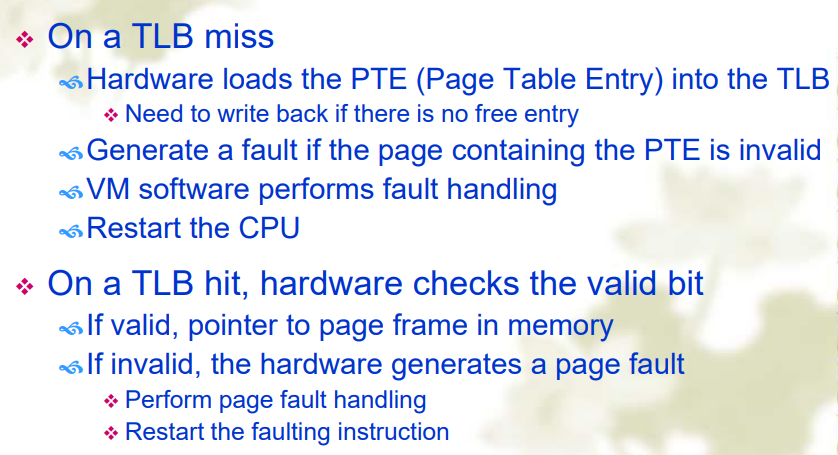 On a TLB miss
Hardware loads the PTE (Page Table Entry) into the TLB
Need to write back if there is no free entry
Generate a fault if the page containing the PTE is invalid
VM software performs fault handling
Restart the CPU
On a TLB hit, hardware checks the valid bit
If valid, pointer to page frame in memory
If invalid, the hardware generates a page fault
Perform page fault handling
Restart the faulting instruction